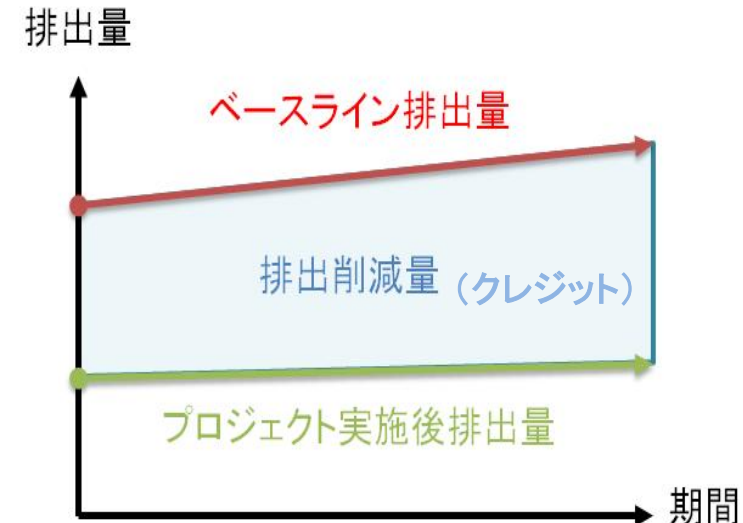 排出量
ベースライン排出量
排出削減量（クレジット）
プロジェクト実施後排出量
期間